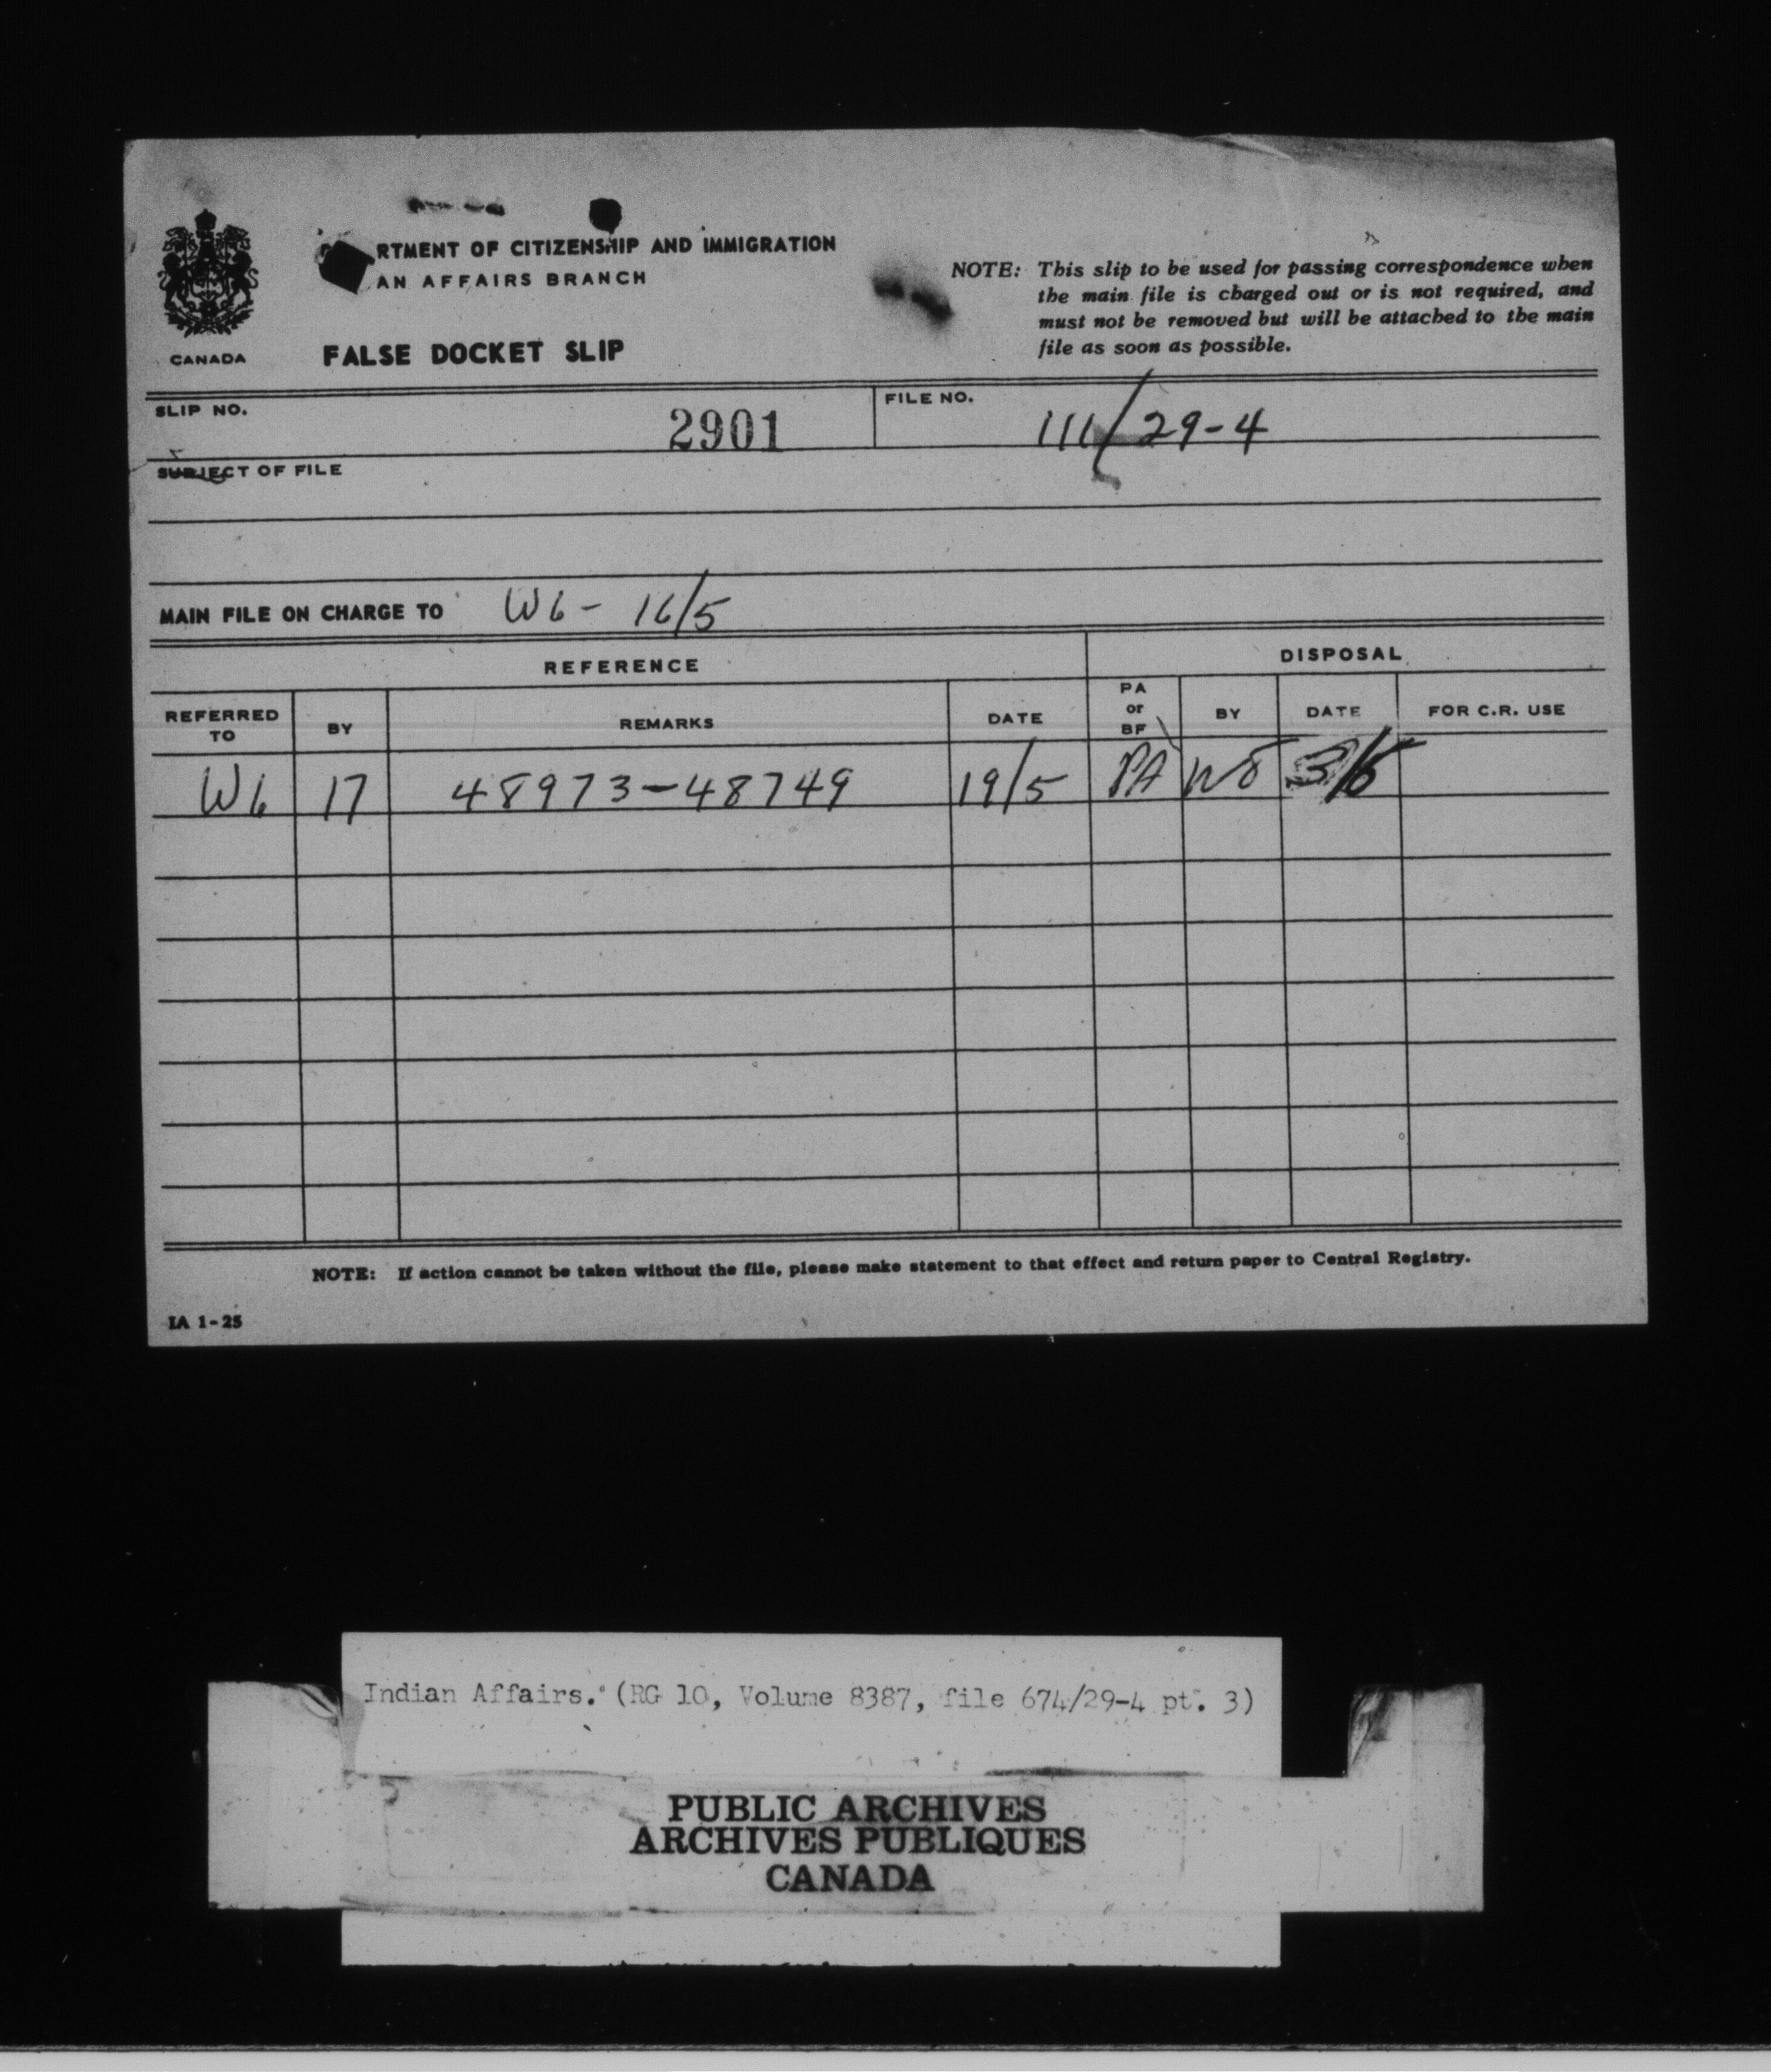 RTMENT OF CITIZENSHIP AND IMMIGRATION
AN AFFAIRS BRANCH
CANADA
FALSE DOCKET SLIP
NOTE: This slip to be used for passing correspondence when
the main file is charged out or is not required, and
must not be removed but will be attached to the main
file as soon as possible.
SLIP NO. 2901
FILE NO. 111/29-4
SUBJECT OF FILE
MAIN FILE ON CHARGE TO W6 - 16/5
REFERENCE
DISPOSAL
REFERRED TO
BY
REMARKS
DATE
PA or BF
BY
DATE
FOR C.R. USE
W6 17 48973-48749 19/5 PA W8
NOTE: If action cannot be taken without the file, please make statement to that effect and return paper to Central Registry.
IA 1-25
Indian Affairs. (RG 10, Volume 8387, file 674/29-4 pt. 3)
PUBLIC ARCHIVES
ARCHIVES PUBLIQUES
CANADA